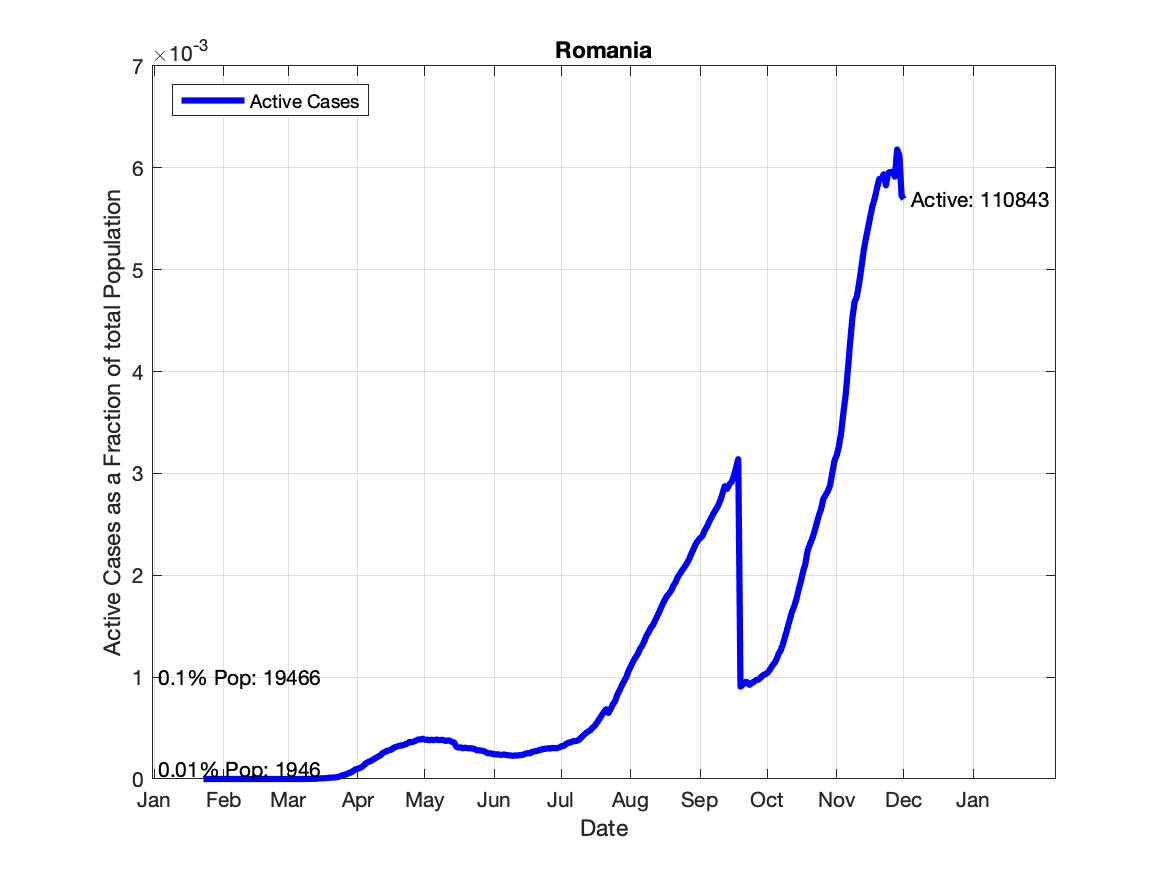 Romania
×10-3
Active Cases
7
6
5
4
3
2
1
0
Active Cases as a Fraction of total Population
Active: 110843
0.1% Pop: 19466
0.01% Pop: 1946
Jan Feb Mar Apr May Jun Jul Aug Sep Oct Nov Dec Jan
Date